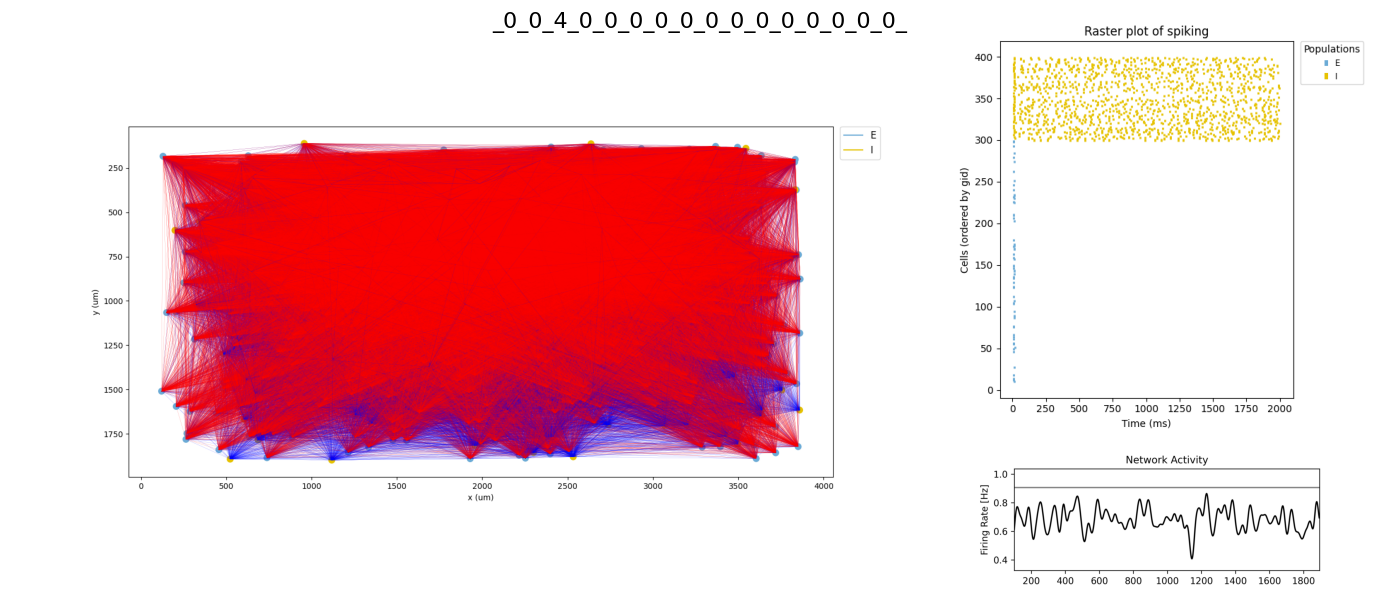 _0_0_4_0_0_0_0_0_0_0_0_0_0_0_0_0_
E
I
250
500
750
1000
1250
1500
1750
y (um)
0 500 1000 1500 2000 2500 3000 3500 4000
x (um)
Raster plot of spiking
Populations
E
I
400
350
300
250
200
150
100
50
0
Cells (ordered by gid)
0 250 500 750 1000 1250 1500 1750 2000
Time (ms)
Network Activity
1.0
0.8
0.6
0.4
Firing Rate [Hz]
200 400 600 800 1000 1200 1400 1600 1800